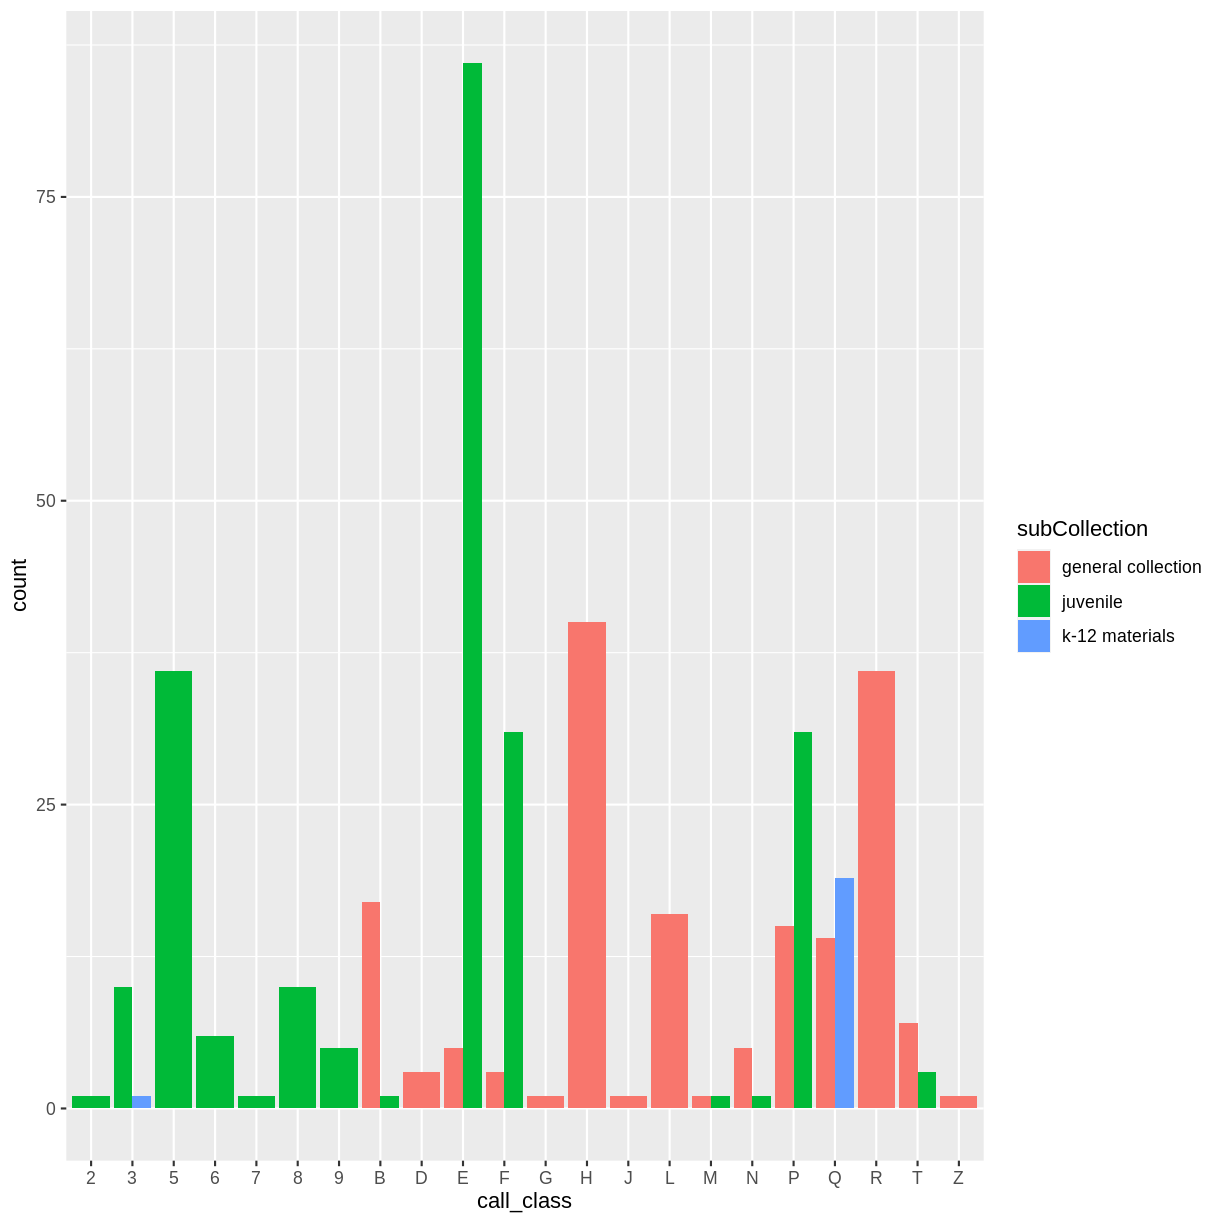 75
50
25
0
count
2 3 5 6 7 8 9 B D E F G H J L M N P Q R T Z
call_class
subCollection
general collection
juvenile
k-12 materials